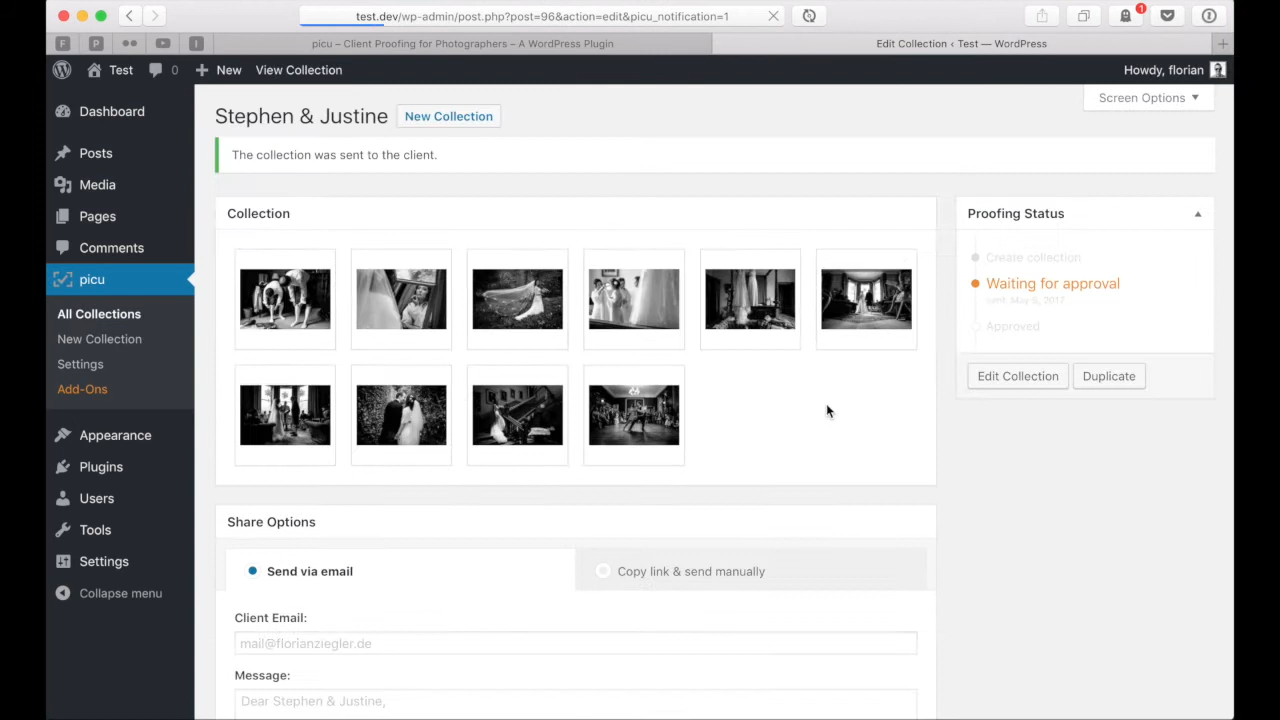 test.dev/wp-admin/post.php?post=96&action=edit&picu_notification=1
1
F
P
I
picu – Client Proofing for Photographers – A WordPress Plugin
Edit Collection ‹ Test — WordPress
Test
0
New
View Collection
Howdy, florian
Screen Options
Dashboard
Posts
Media
Pages
Comments
picu
All Collections
New Collection
Settings
Add-Ons
Appearance
Plugins
Users
Tools
Settings
Collapse menu
Stephen & Justine
New Collection
The collection was sent to the client.
Collection
Share Options
Send via email
Copy link & send manually
Client Email:
mail@florianziegler.de
Message:
Dear Stephen & Justine,
Proofing Status
Create collection
Waiting for approval
sent: May 5, 2017
Approved
Edit Collection
Duplicate